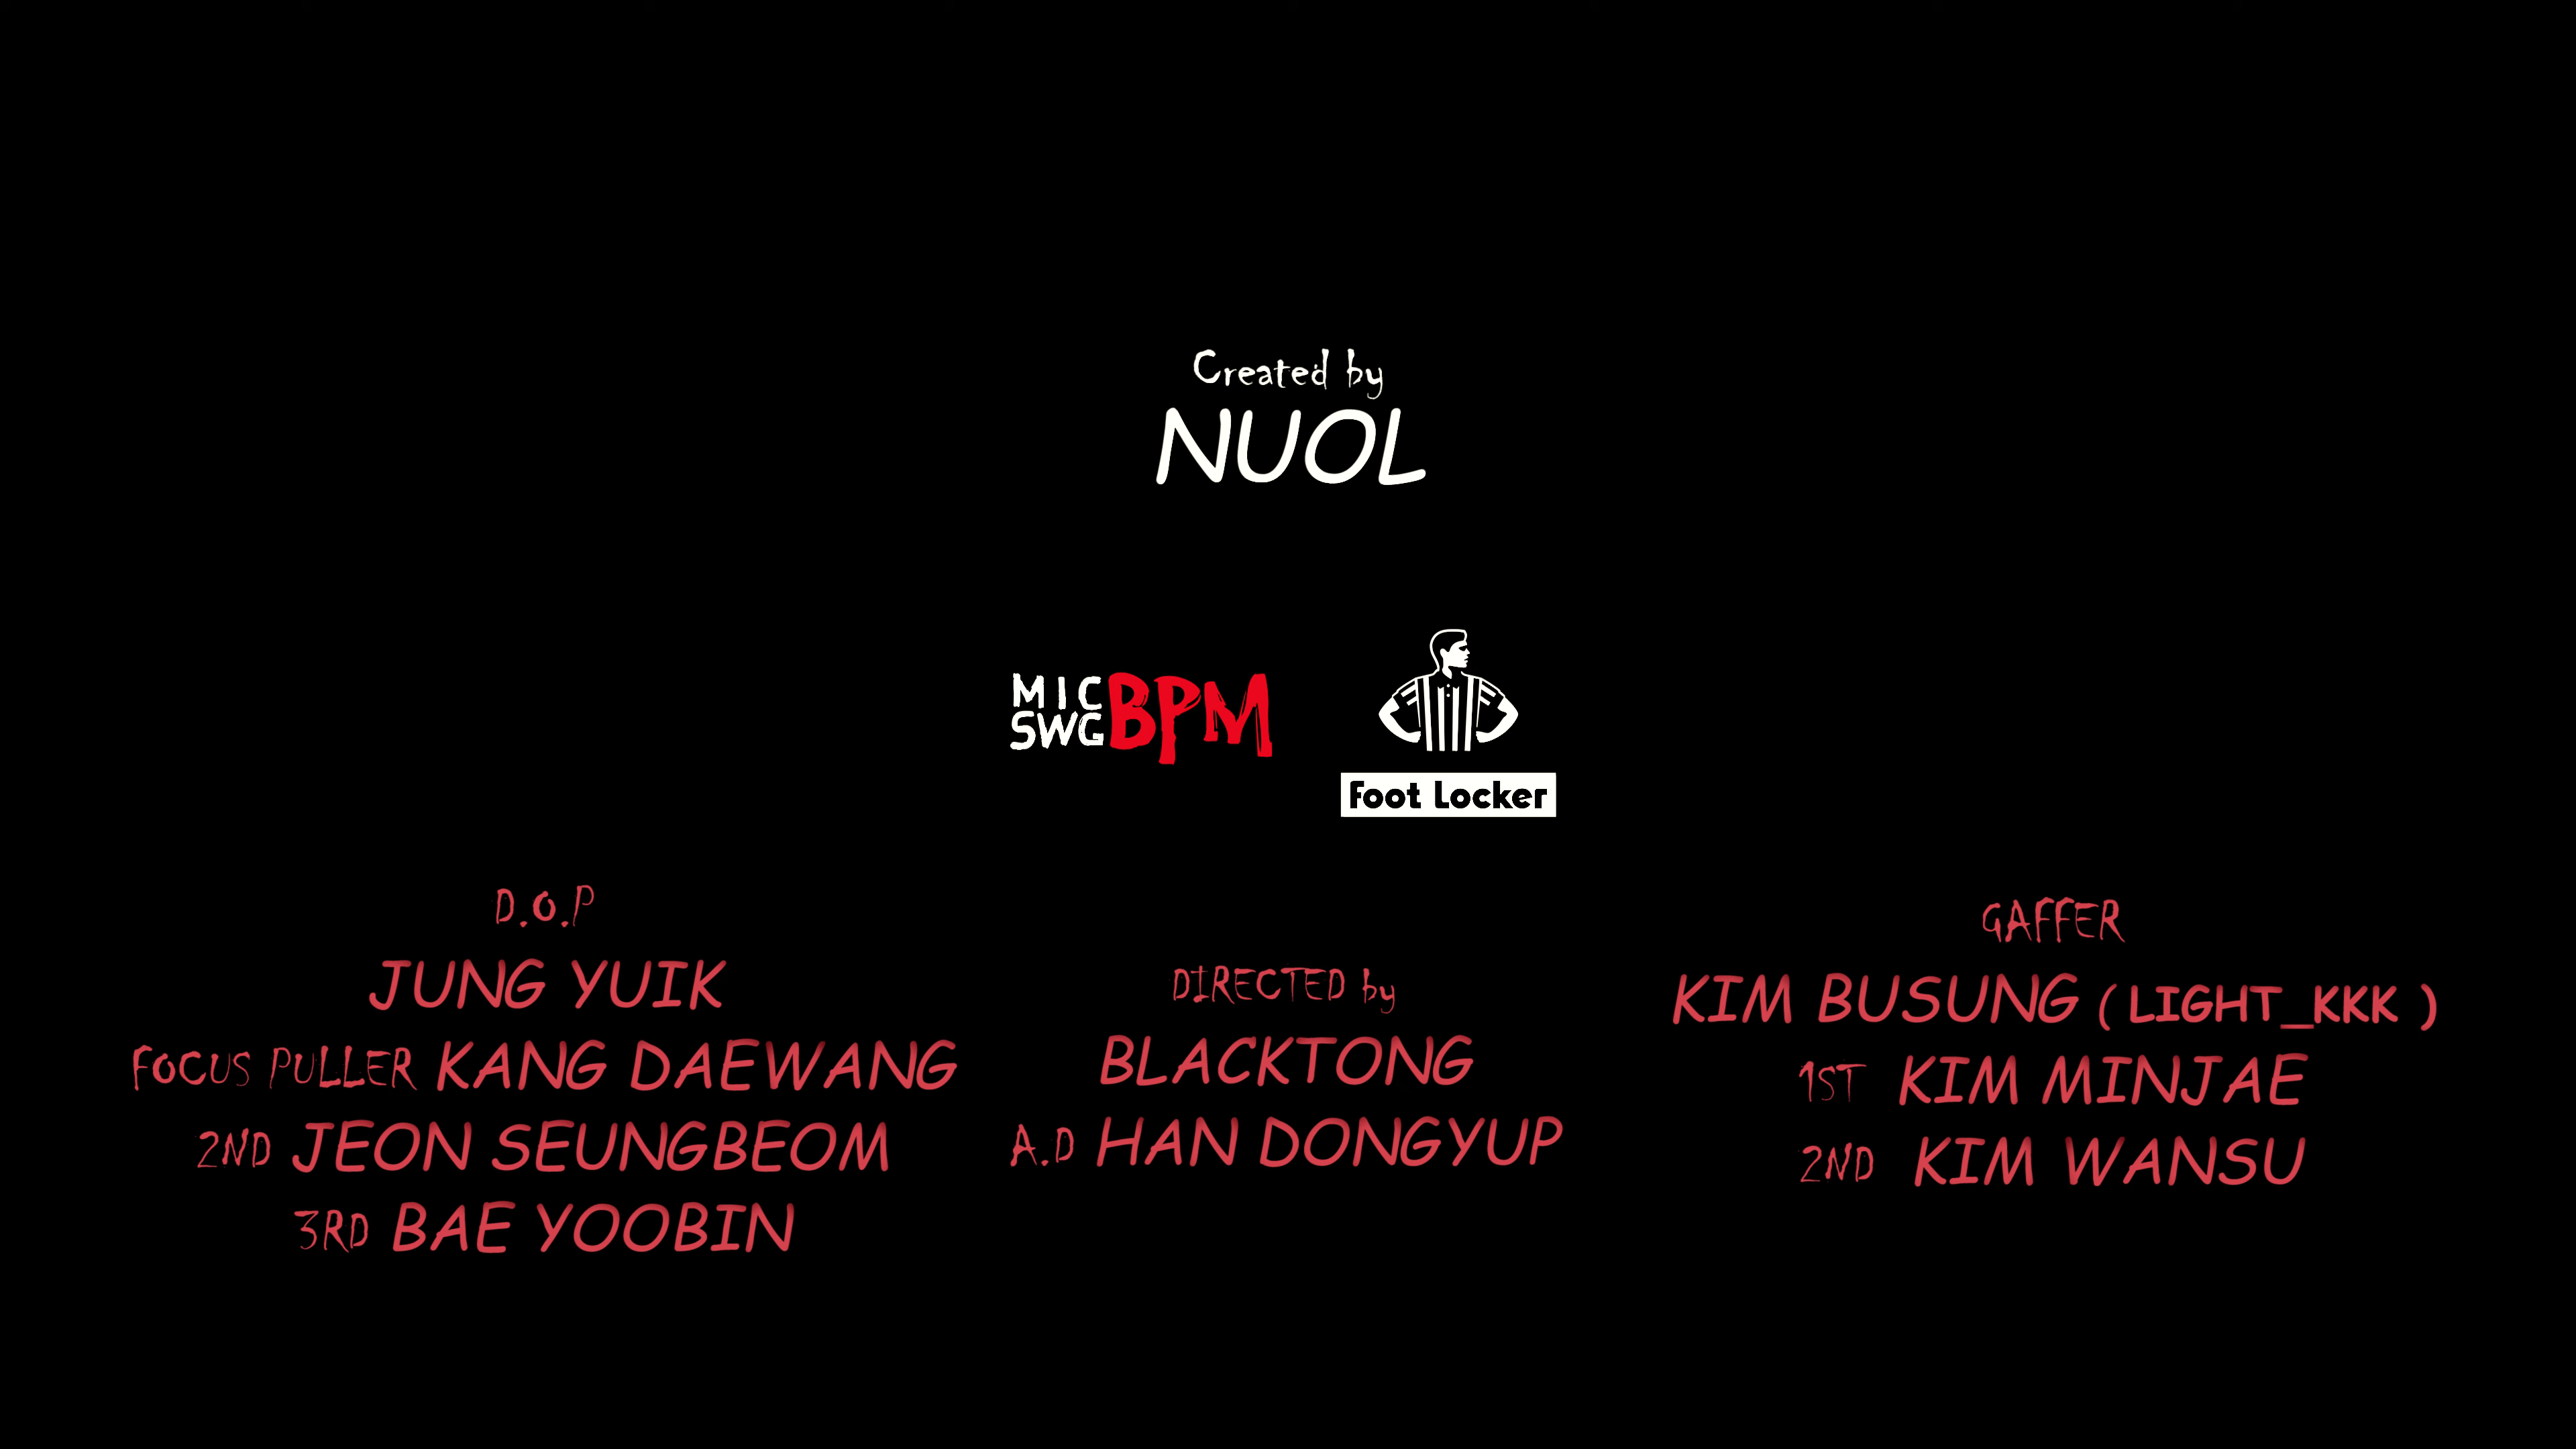 Created by
NUOL
MIC
SWG BPM
Foot Locker
D.O.P
JUNG YUIK
FOCUS PULLER KANG DAEWANG
2ND JEON SEUNGBEOM
3RD BAE YOOBIN
DIRECTED by
BLACKTONG
A.D HAN DONGYUP
GAFFER
KIM BUSUNG ( LIGHT_KKK )
1ST KIM MINJAE
2ND KIM WANSU